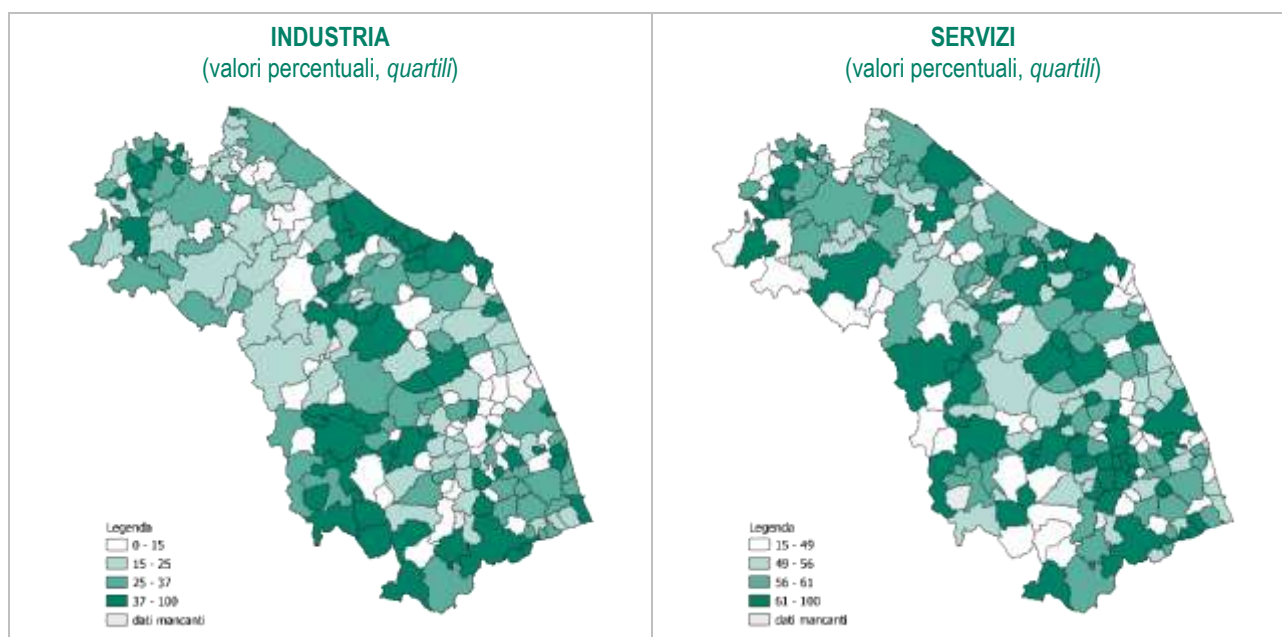 INDUSTRIA
(valori percentuali, quartili)
Legenda
0 - 15
15 - 25
25 - 37
37 - 100
dati mancanti
SERVIZI
(valori percentuali, quartili)
Legenda
15 - 49
49 - 56
56 - 61
61 - 100
dati mancanti